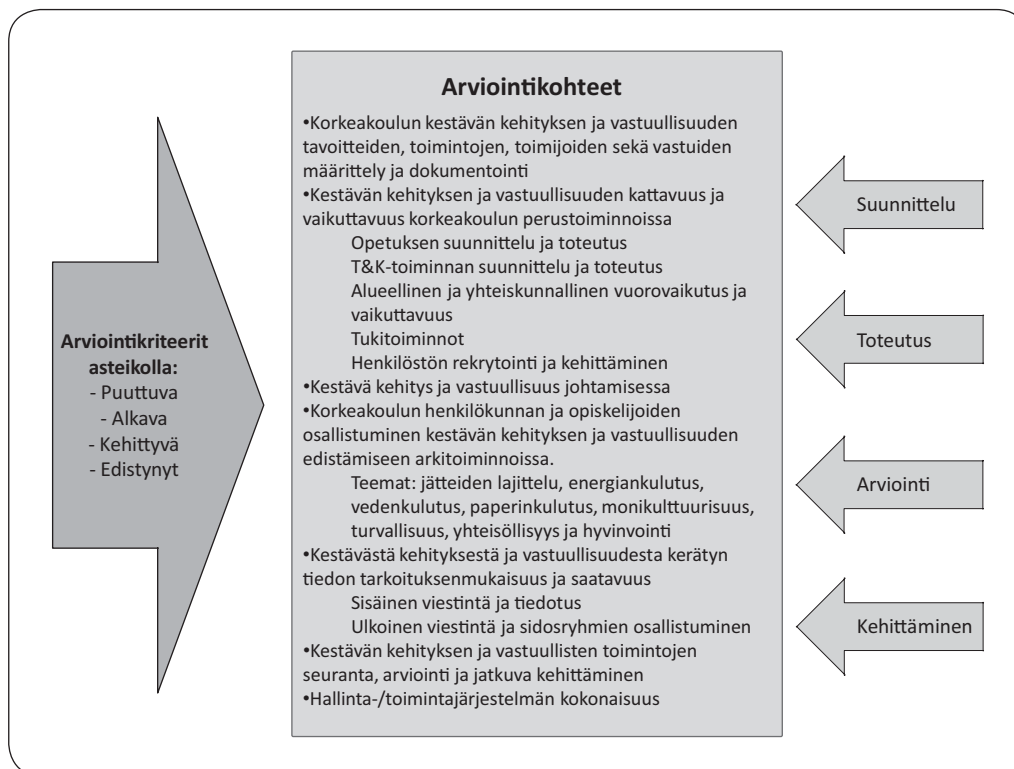 Arviointikriteerit
asteikolla:
- Puuttuva
- Alkava
- Kehittyvä
- Edistynyt
Arviointikohteet
•Korkeakoulun kestävän kehityksen ja vastuullisuuden
tavoitteiden, toimintojen, toimijoiden sekä vastuiden
määrittely ja dokumentointi
•Kestävän kehityksen ja vastuullisuuden kattavuus ja
vaikuttavuus korkeakoulun perustoiminnoissa
Opetuksen suunnittelu ja toteutus
T&K-toiminnan suunnittelu ja toteutus
Alueellinen ja yhteiskunnallinen vuorovaikutus ja
vaikuttavuus
Tukitoiminnot
Henkilöstön rekrytointi ja kehittäminen
•Kestävä kehitys ja vastuullisuus johtamisessa
•Korkeakoulun henkilökunnan ja opiskelijoiden
osallistuminen kestävän kehityksen ja vastuullisuuden
edistämiseen arkitoiminnoissa.
Teemat: jätteiden lajittelu, energiankulutus,
vedenkulutus, paperinkulutus, monikulttuurisuus,
turvallisuus, yhteisöllisyys ja hyvinvointi
•Kestävästä kehityksestä ja vastuullisuudesta kerätyn
tiedon tarkoituksenmukaisuus ja saatavuus
Sisäinen viestintä ja tiedotus
Ulkoinen viestintä ja sidosryhmien osallistuminen
•Kestävän kehityksen ja vastuullisten toimintojen
seuranta, arviointi ja jatkuva kehittäminen
•Hallinta-/toimintajärjestelmän kokonaisuus
Suunnittelu
Toteutus
Arviointi
Kehittäminen